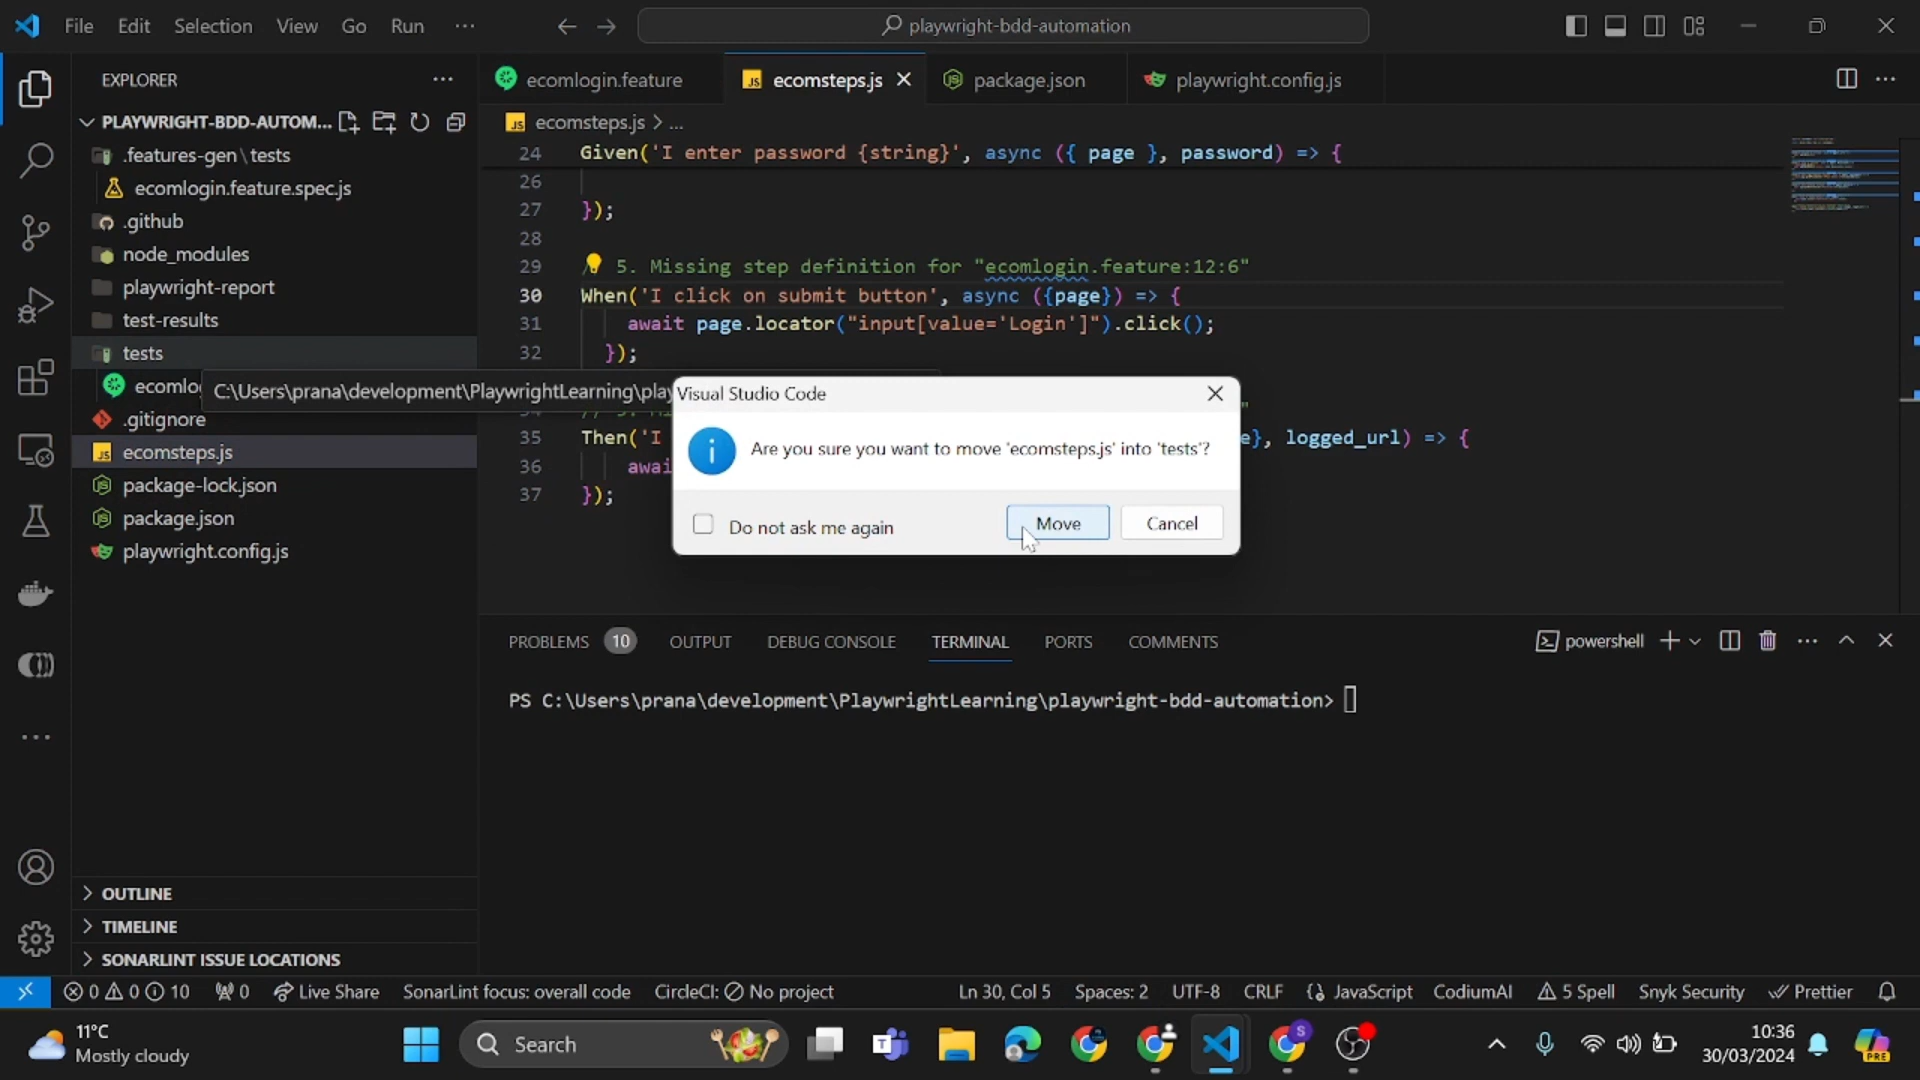 File Edit Selection View Go Run ···
playwright-bdd-automation
EXPLORER
PLAYWRIGHT-BDD-AUTOM...
.features-gen\tests
ecomlogin.feature.spec.js
.github
node_modules
playwright-report
test-results
tests
ecomlo
C:\Users\prana\development\PlaywrightLearning\play
.gitignore
ecomsteps.js
package-lock.json
package.json
playwright.config.js
OUTLINE
TIMELINE
SONARLINT ISSUE LOCATIONS
ecomlogin.feature
ecomsteps.js
package.json
playwright.config.js
ecomsteps.js > ...
24 Given('I enter password {string}', async ({ page }, password) => {
26
27 });
28
29 5. Missing step definition for "ecomlogin.feature:12:6"
30 When('I click on submit button', async ({page}) => {
31 await page.locator("input[value='Login']").click();
32 });
35 Then('I e}, logged_url) => {
36 awai
37 });
Visual Studio Code
Are you sure you want to move 'ecomsteps.js' into 'tests'?
Do not ask me again
Move
Cancel
PROBLEMS 10 OUTPUT DEBUG CONSOLE TERMINAL PORTS COMMENTS
powershell
PS C:\Users\prana\development\PlaywrightLearning\playwright-bdd-automation>
0 0 10 0 Live Share SonarLint focus: overall code CircleCI: No project Ln 30, Col 5 Spaces: 2 UTF-8 CRLF JavaScript CodiumAI 5 Spell Snyk Security Prettier
11°C
Mostly cloudy
Search
10:36
30/03/2024
PRE